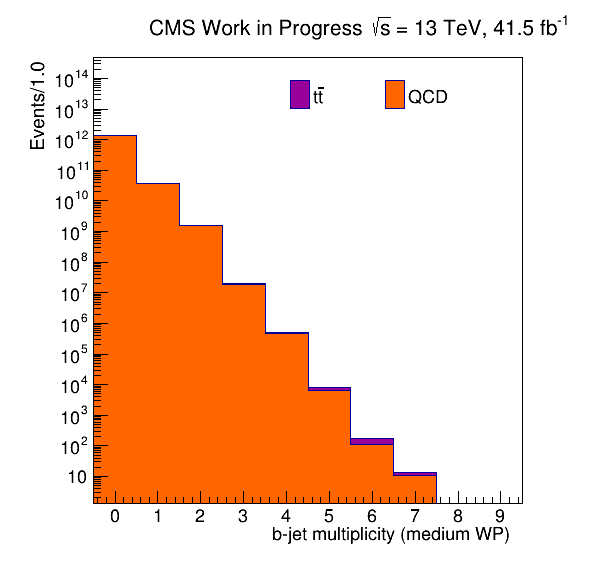 CMS Work in Progress √s = 13 TeV, 41.5 fb⁻¹
Events/1.0
tt̄
QCD
10¹⁴
10¹³
10¹²
10¹¹
10¹⁰
10⁹
10⁸
10⁷
10⁶
10⁵
10⁴
10³
10²
10
0 1 2 3 4 5 6 7 8 9
b-jet multiplicity (medium WP)